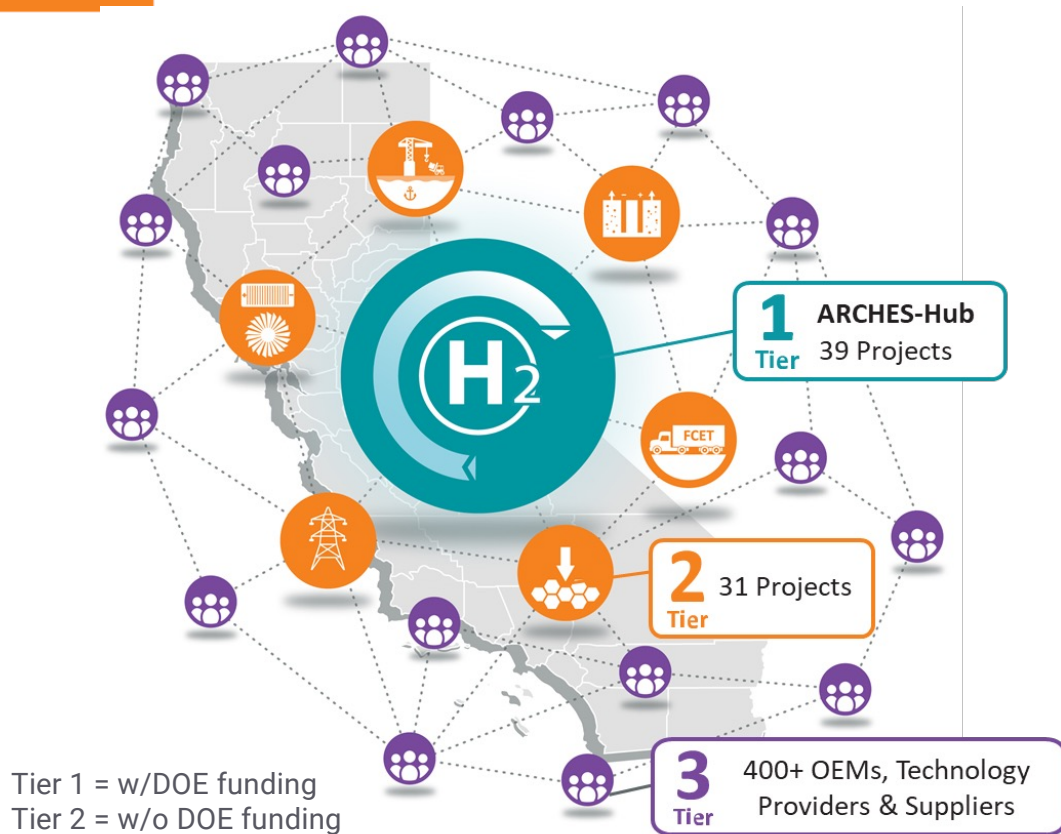 H2
1
Tier
ARCHES-Hub
39 Projects
FCET
2
Tier
31 Projects
3
Tier
400+ OEMs, Technology
Providers & Suppliers
Tier 1 = w/DOE funding
Tier 2 = w/o DOE funding